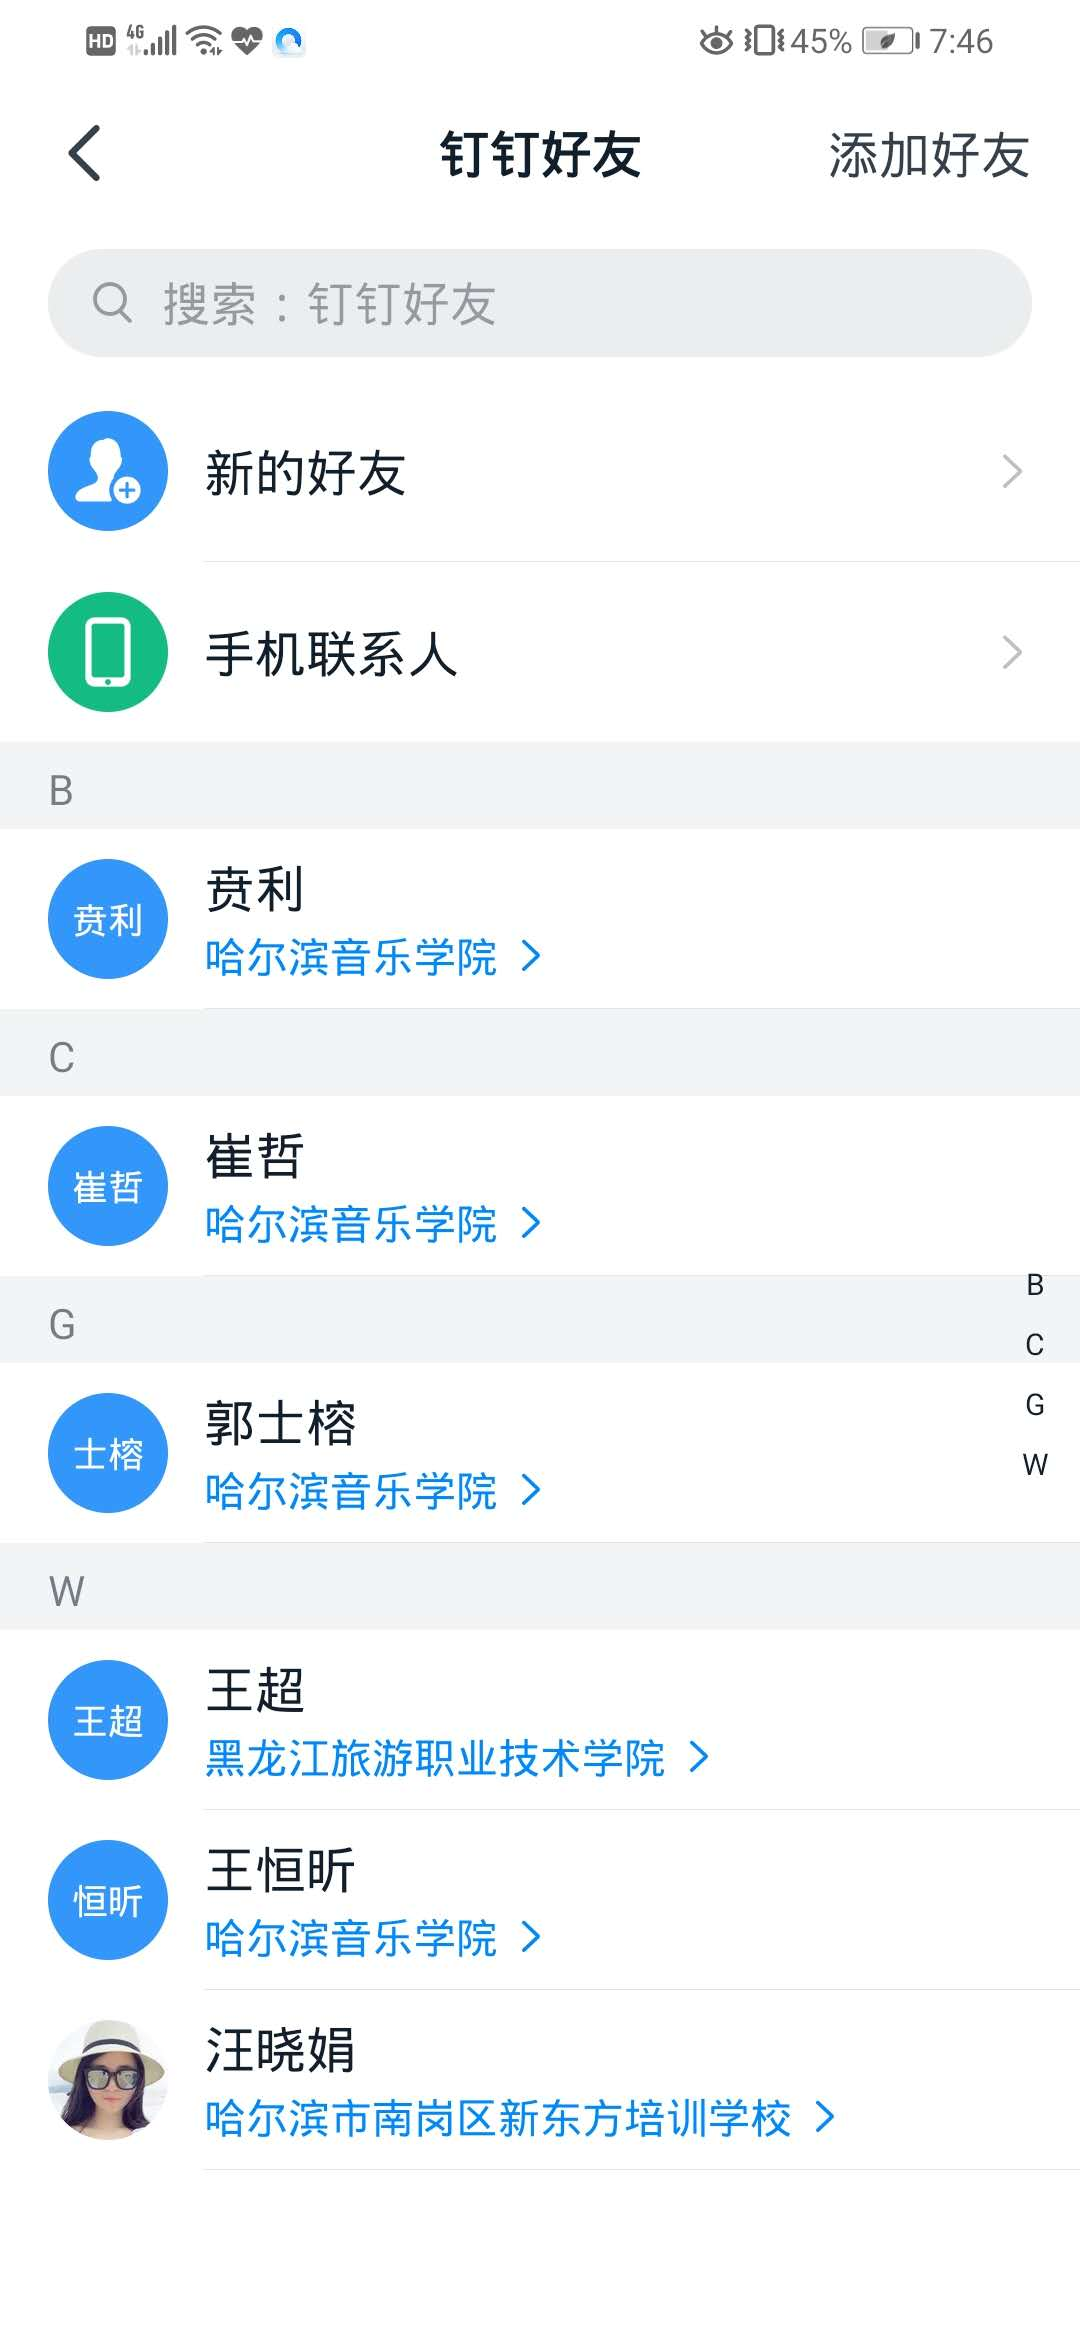 HD 4G 45% 7:46
钉钉好友 添加好友
搜索：钉钉好友
新的好友
手机联系人
B
贲利 贲利
哈尔滨音乐学院
C
崔哲 崔哲
哈尔滨音乐学院
G
士榕 郭士榕
哈尔滨音乐学院
W
王超 王超
黑龙江旅游职业技术学院
恒昕 王恒昕
哈尔滨音乐学院
汪晓娟
哈尔滨市南岗区新东方培训学校
B
C
G
W